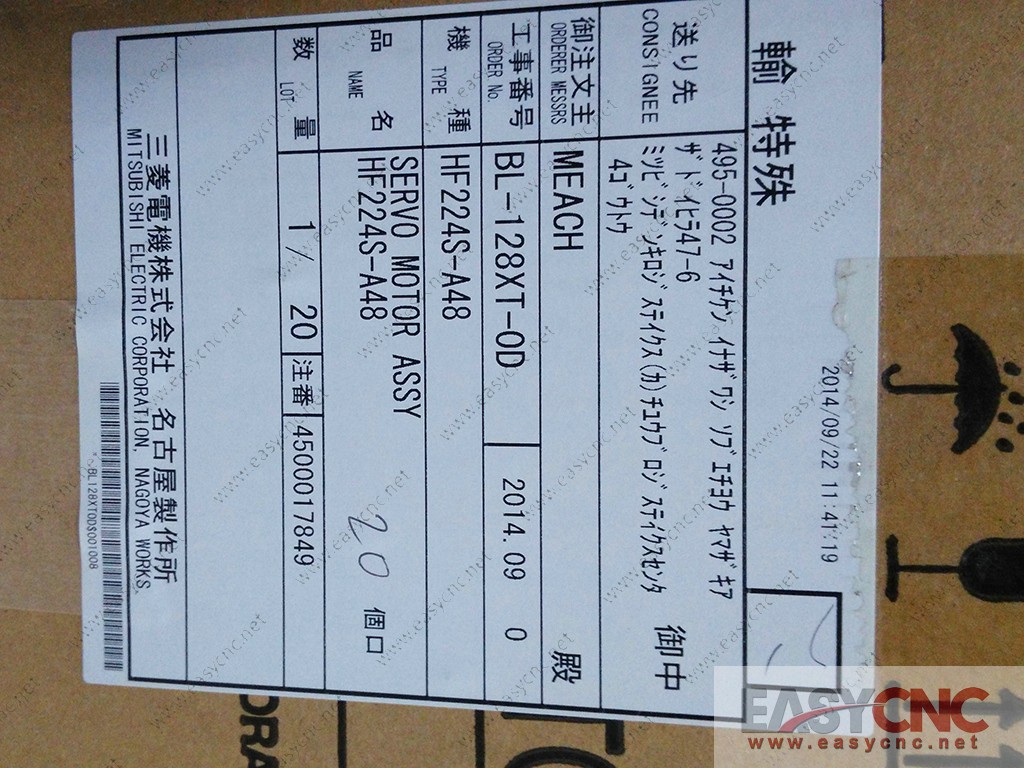 輸 特殊
2014/09/22 11:41:19
送り先
CONSIGNEE
495-0002 アイチケン イナザワシ ソブエチヨウ ヤマザキア
ザドイヒラ47-6
ミツビシデンキロジスティクス(カ)チユウブロジスティクスセンタ
4ゴウトウ
御中
御注文主
ORDERER MESSRS
MEACH
殿
工事番号
ORDER No.
BL-128XT-0D
2014.09 0
機種
TYPE
HF224S-A48
品名
NAME
SERVO MOTOR ASSY
HF224S-A48
20 個口
数量
LOT
1/ 20
注番
4500017849
三菱電機株式会社 名古屋製作所
MITSUBISHI ELECTRIC CORPORATION. NAGOYA WORKS.
*BL128XT0DS001008
EASYCNC
www.easycnc.net